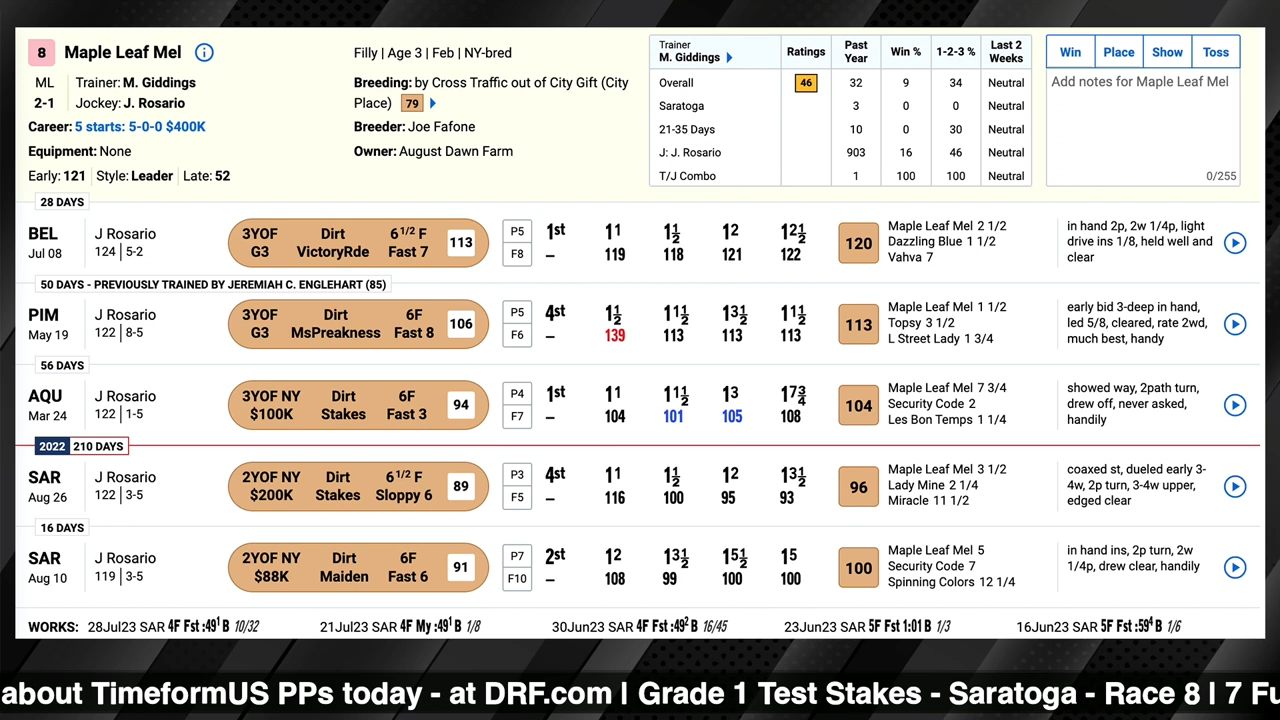 8 Maple Leaf Mel
ML
2-1
Trainer: M. Giddings
Jockey: J. Rosario
Career: 5 starts: 5-0-0 $400K
Equipment: None
Early: 121 Style: Leader Late: 52
Filly | Age 3 | Feb | NY-bred
Breeding: by Cross Traffic out of City Gift (City
Place) 79
Breeder: Joe Fafone
Owner: August Dawn Farm
Trainer
M. Giddings Ratings Past Year Win % 1-2-3 % Last 2 Weeks
Overall 46 32 9 34 Neutral
Saratoga 3 0 0 Neutral
21-35 Days 10 0 30 Neutral
J: J. Rosario 903 16 46 Neutral
T/J Combo 1 100 100 Neutral
Win Place Show Toss
Add notes for Maple Leaf Mel
0/255
28 DAYS
BEL J Rosario 3YOF Dirt 6 1/2 F 113 P5 1st 1 1 1 1/2 1 2 1 2 1/2 120 Maple Leaf Mel 2 1/2 in hand 2p, 2w 1/4p, light
Jul 08 124 | 5-2 G3 VictoryRde Fast 7 F8 – 119 118 121 122 Dazzling Blue 1 1/2 drive ins 1/8, held well and
Vahva 7 clear
50 DAYS - PREVIOUSLY TRAINED BY JEREMIAH C. ENGLEHART (85)
PIM J Rosario 3YOF Dirt 6F 106 P5 4st 1 1/2 1 1 1/2 1 3 1/2 1 1 1/2 113 Maple Leaf Mel 1 1/2 early bid 3-deep in hand,
May 19 122 | 8-5 G3 MsPreakness Fast 8 F6 – 139 113 113 113 Topsy 3 1/2 led 5/8, cleared, rate 2wd,
L Street Lady 1 3/4 much best, handy
56 DAYS
AQU J Rosario 3YOF NY Dirt 6F 94 P4 1st 1 1 1 1 1/2 1 3 1 7 3/4 104 Maple Leaf Mel 7 3/4 showed way, 2path turn,
Mar 24 122 | 1-5 $100K Stakes Fast 3 F7 – 104 101 105 108 Security Code 2 drew off, never asked,
Les Bon Temps 1 1/4 handily
2022 210 DAYS
SAR J Rosario 2YOF NY Dirt 6 1/2 F 89 P3 4st 1 1 1 1/2 1 2 1 3 1/2 96 Maple Leaf Mel 3 1/2 coaxed st, dueled early 3-
Aug 26 122 | 3-5 $200K Stakes Sloppy 6 F5 – 116 100 95 93 Lady Mine 2 1/4 4w, 2p turn, 3-4w upper,
Miracle 11 1/2 edged clear
16 DAYS
SAR J Rosario 2YOF NY Dirt 6F 91 P7 2st 1 2 1 3 1/2 1 5 1/2 1 5 100 Maple Leaf Mel 5 in hand ins, 2p turn, 2w
Aug 10 119 | 3-5 $88K Maiden Fast 6 F10 – 108 99 100 100 Security Code 7 1/4p, drew clear, handily
Spinning Colors 12 1/4
WORKS: 28Jul23 SAR 4F Fst :49 1 B 10/32 21Jul23 SAR 4F My :49 1 B 1/8 30Jun23 SAR 4F Fst :49 2 B 16/45 23Jun23 SAR 5F Fst 1:01 B 1/3 16Jun23 SAR 5F Fst :59 4 B 1/6
about TimeformUS PPs today - at DRF.com | Grade 1 Test Stakes - Saratoga - Race 8 | 7 Fu